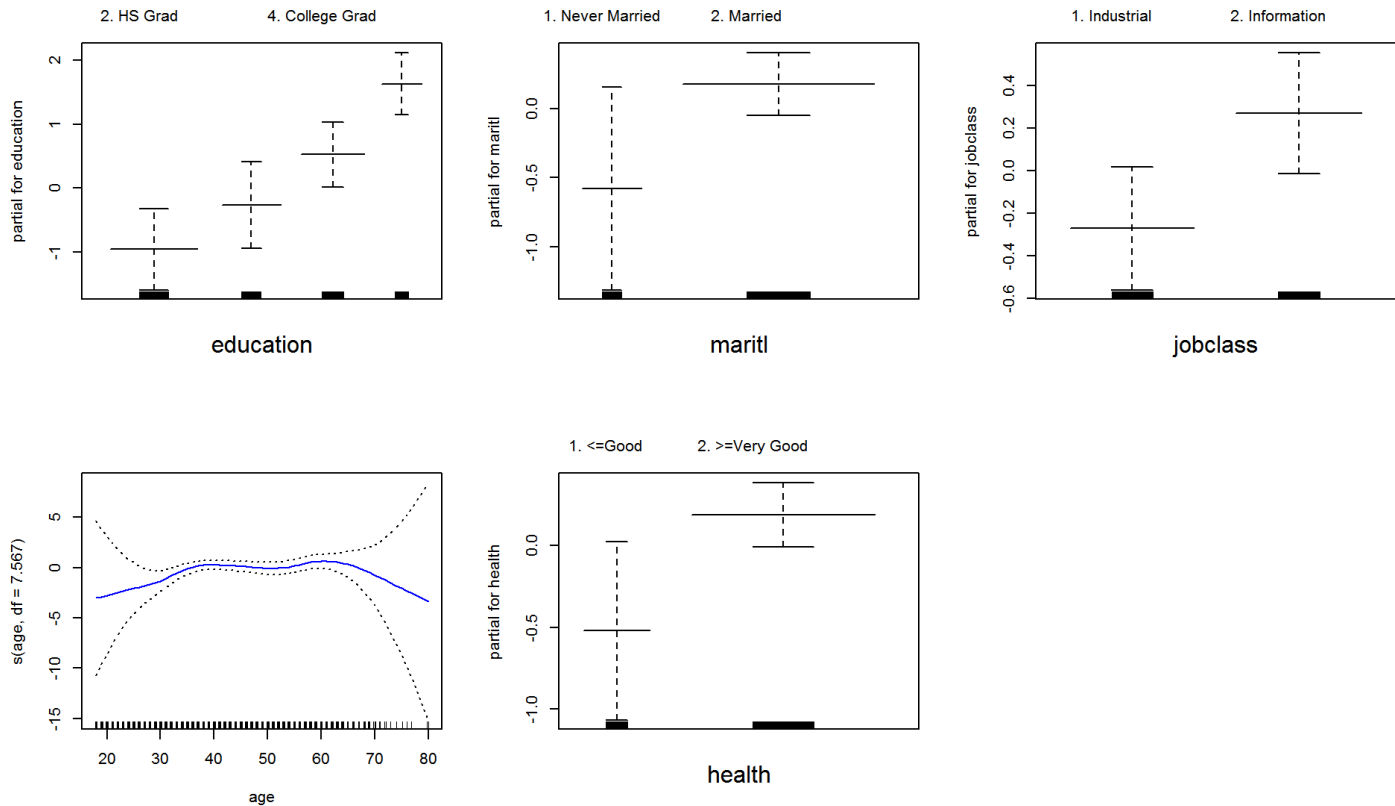 2. HS Grad
4. College Grad
partial for education
2
1
0
-1
education
1. Never Married
2. Married
partial for maritl
0.0
-0.5
-1.0
maritl
1. Industrial
2. Information
partial for jobclass
0.4
0.2
0.0
-0.2
-0.4
-0.6
jobclass
s(age, df = 7.567)
5
0
-5
-10
-15
20 30 40 50 60 70 80
age
1. <=Good
2. >=Very Good
partial for health
0.0
-0.5
-1.0
health